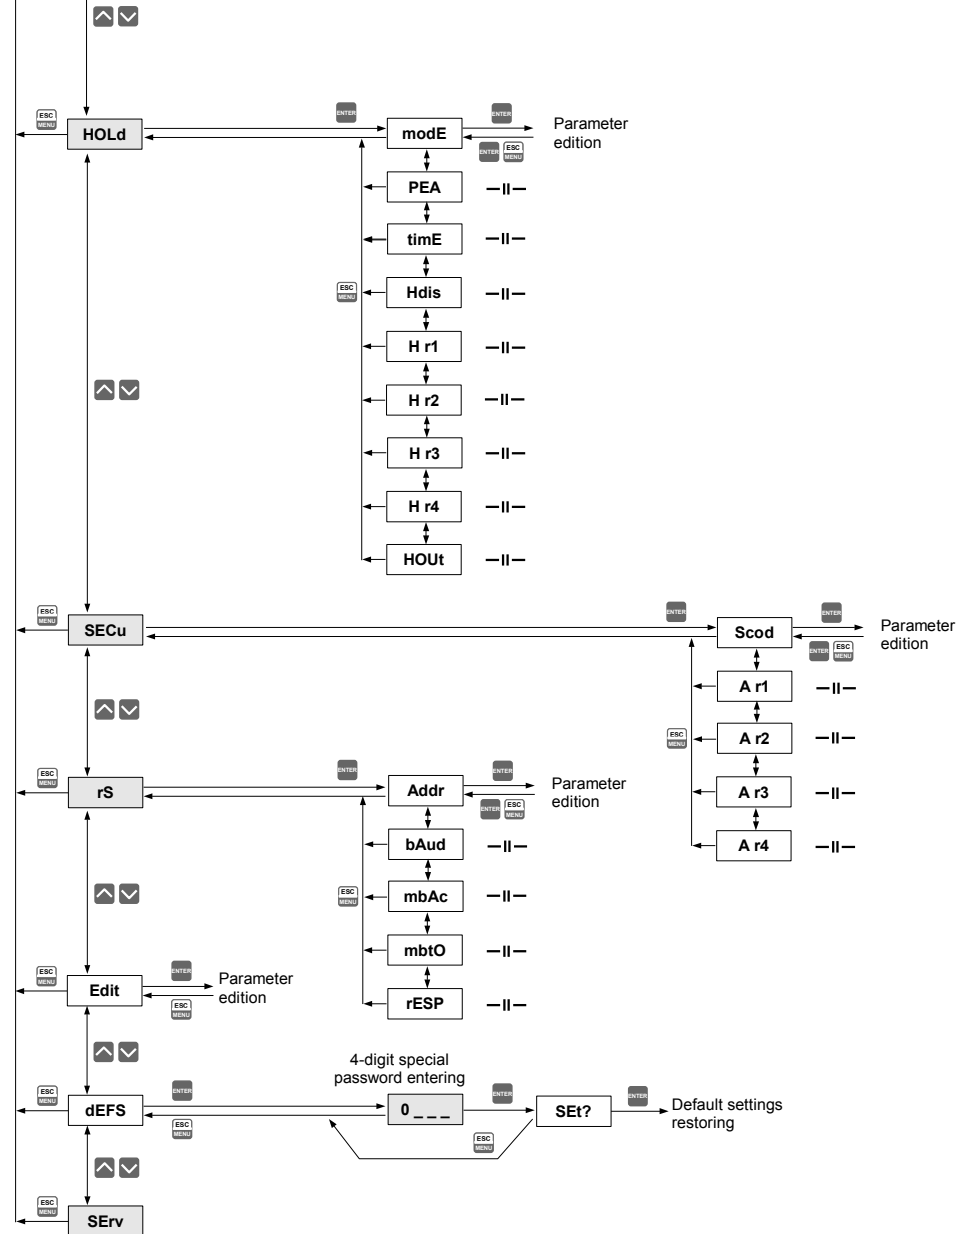 ESC
MENU
HOLd
ENTER
modE
ENTER
ENTER
ESC
MENU
Parameter
edition
PEA
—II—
timE
—II—
ESC
MENU
Hdis
—II—
H r1
—II—
H r2
—II—
H r3
—II—
H r4
—II—
HOUt
—II—
ESC
MENU
SECu
ENTER
Scod
ENTER
ENTER
ESC
MENU
Parameter
edition
A r1
—II—
ESC
MENU
A r2
—II—
A r3
—II—
A r4
—II—
ESC
MENU
rS
ENTER
Addr
ENTER
ENTER
ESC
MENU
Parameter
edition
bAud
—II—
ESC
MENU
mbAc
—II—
mbtO
—II—
rESP
—II—
ESC
MENU
Edit
ENTER
ESC
MENU
Parameter
edition
4-digit special
password entering
ESC
MENU
dEFS
ENTER
ESC
MENU
0 _ _ _
ENTER
ESC
MENU
SEt?
ENTER
Default settings
restoring
ESC
MENU
SErv